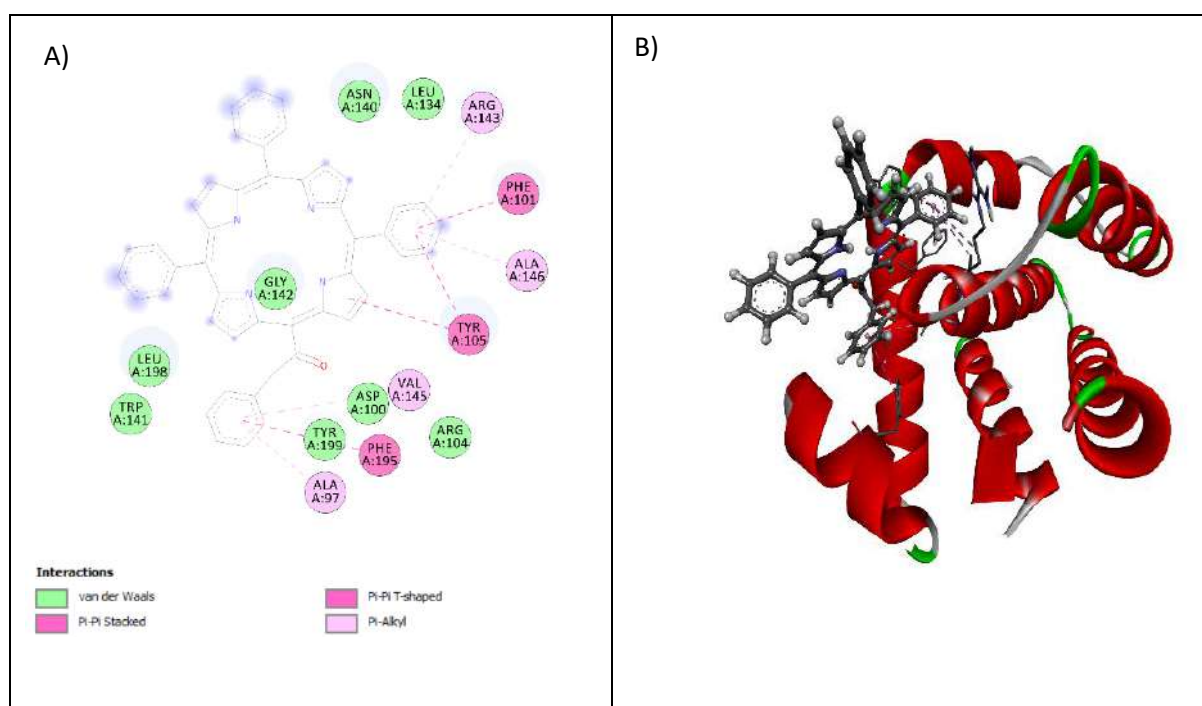 A)
B)
ASN
A:140
LEU
A:134
ARG
A:143
PHE
A:101
ALA
A:146
GLY
A:142
TYR
A:105
LEU
A:198
TRP
A:141
ASP
A:100
VAL
A:145
TYR
A:199
PHE
A:195
ARG
A:104
ALA
A:97
N
N
N
N
O
Interactions
van der Waals
Pi-Pi Stacked
Pi-Pi T-shaped
Pi-Alkyl